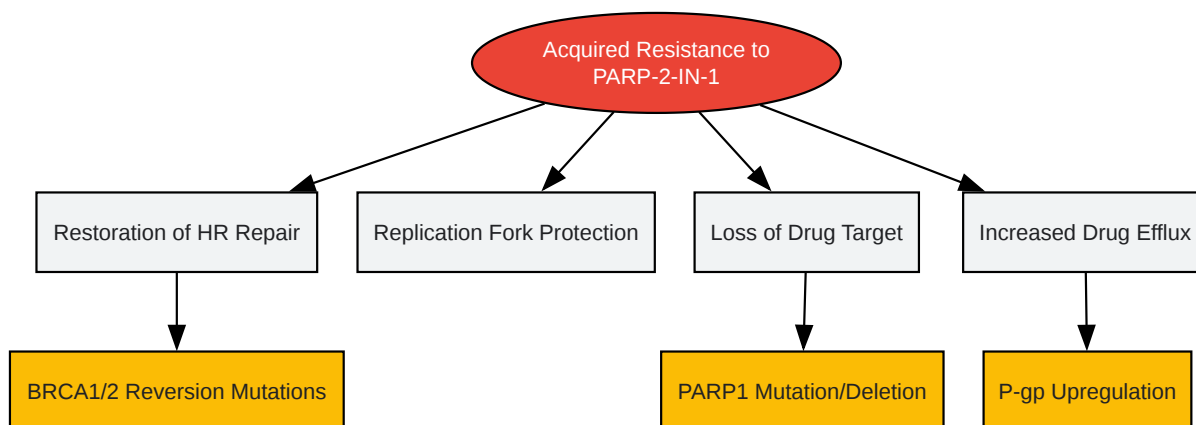 Acquired Resistance to
PARP-2-IN-1
Restoration of HR Repair
Replication Fork Protection
Loss of Drug Target
Increased Drug Efflux
BRCA1/2 Reversion Mutations
PARP1 Mutation/Deletion
P-gp Upregulation